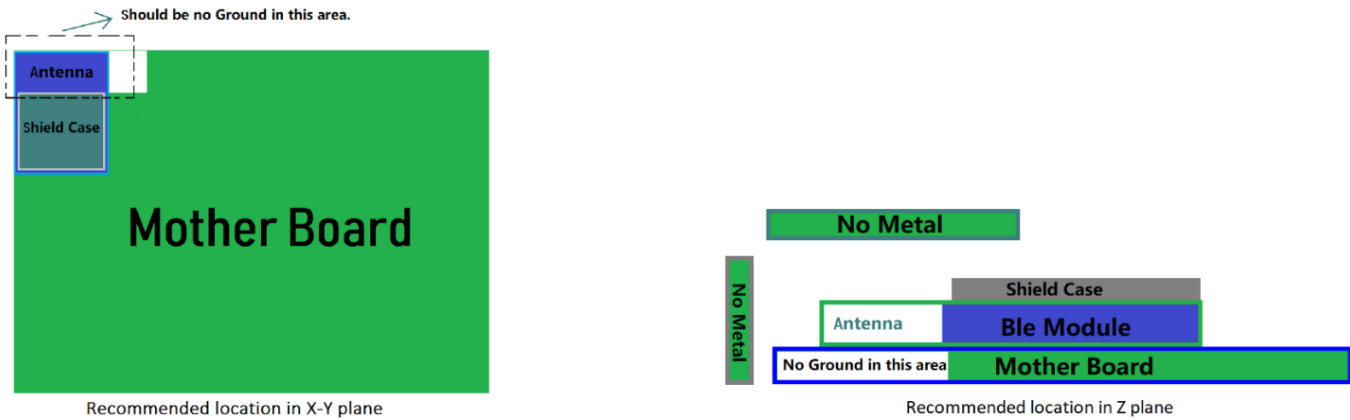 Should be no Ground in this area.
Antenna
Shield Case
Mother Board
Recommended location in X-Y plane
No Metal
No Metal
Shield Case
Antenna
Ble Module
No Ground in this area
Mother Board
Recommended location in Z plane